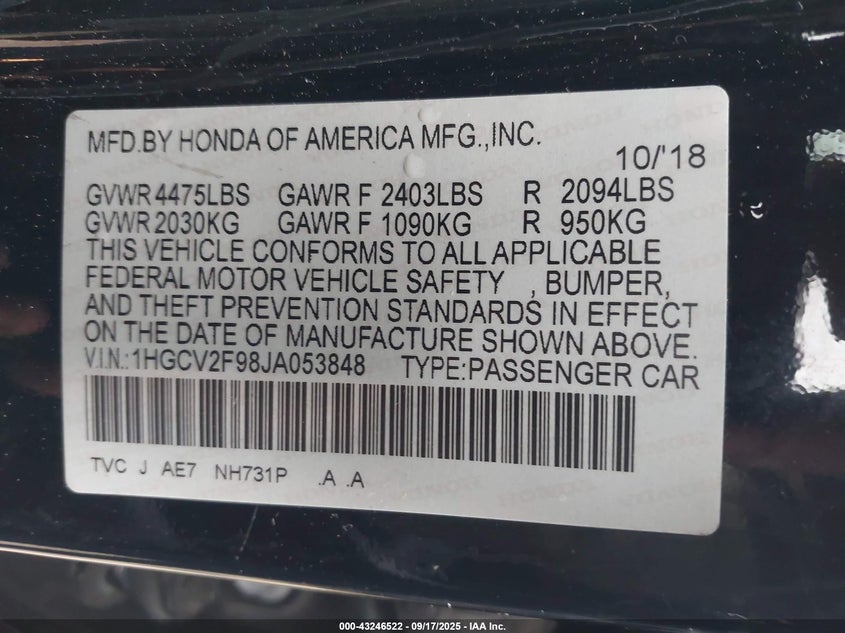 MFD.BY HONDA OF AMERICA MFG.,INC.
10/'18
GVWR 4475LBS GAWR F 2403LBS R 2094LBS
GVWR 2030KG GAWR F 1090KG R 950KG
THIS VEHICLE CONFORMS TO ALL APPLICABLE
FEDERAL MOTOR VEHICLE SAFETY , BUMPER,
AND THEFT PREVENTION STANDARDS IN EFFECT
ON THE DATE OF MANUFACTURE SHOWN ABOVE.
V.I.N.:1HGCV2F98JA053848 TYPE:PASSENGER CAR
TVC J AE7 NH731P .A .A
000-43246522 | 09/17/2025 - IAA Inc.